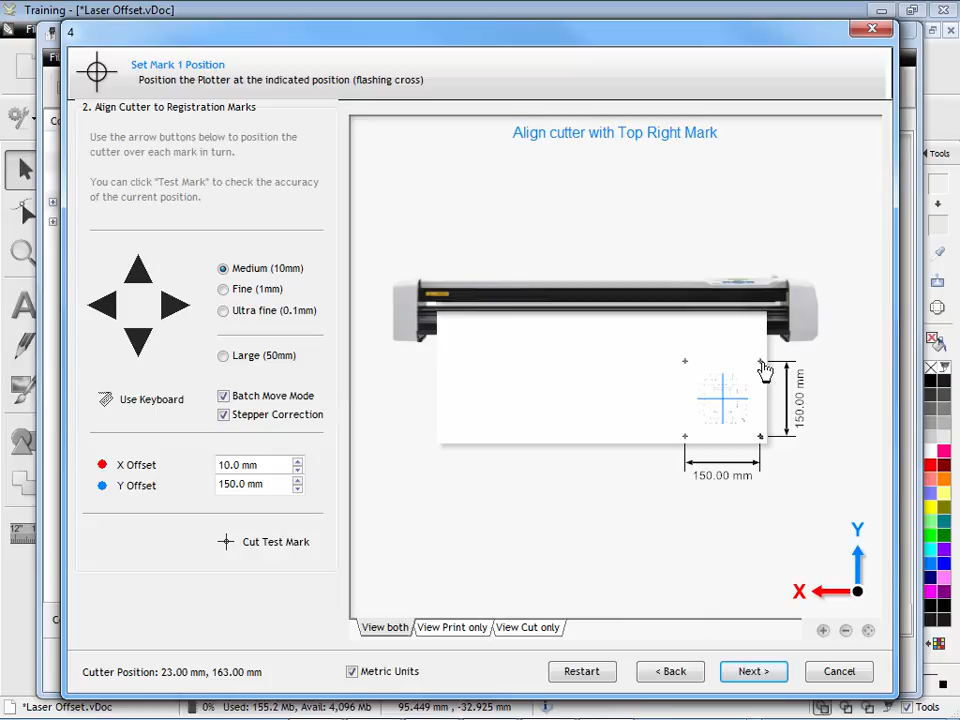 Training - [*Laser Offset.vDoc]
4
Set Mark 1 Position
Position the Plotter at the indicated position (flashing cross)
2. Align Cutter to Registration Marks
Use the arrow buttons below to position the
cutter over each mark in turn.
You can click "Test Mark" to check the accuracy
of the current position.
Medium (10mm)
Fine (1mm)
Ultra fine (0.1mm)
Large (50mm)
Use Keyboard
Batch Move Mode
Stepper Correction
X Offset
10.0 mm
Y Offset
150.0 mm
Cut Test Mark
Align cutter with Top Right Mark
150.00 mm
150.00 mm
Y
X
View both
View Print only
View Cut only
Cutter Position: 23.00 mm, 163.00 mm
Metric Units
Restart
< Back
Next >
Cancel
Tools
12"
*Laser Offset.vDoc
0%
Used: 155.2 Mb, Avail: 4,096 Mb
95.449 mm , -32.925 mm
Tools